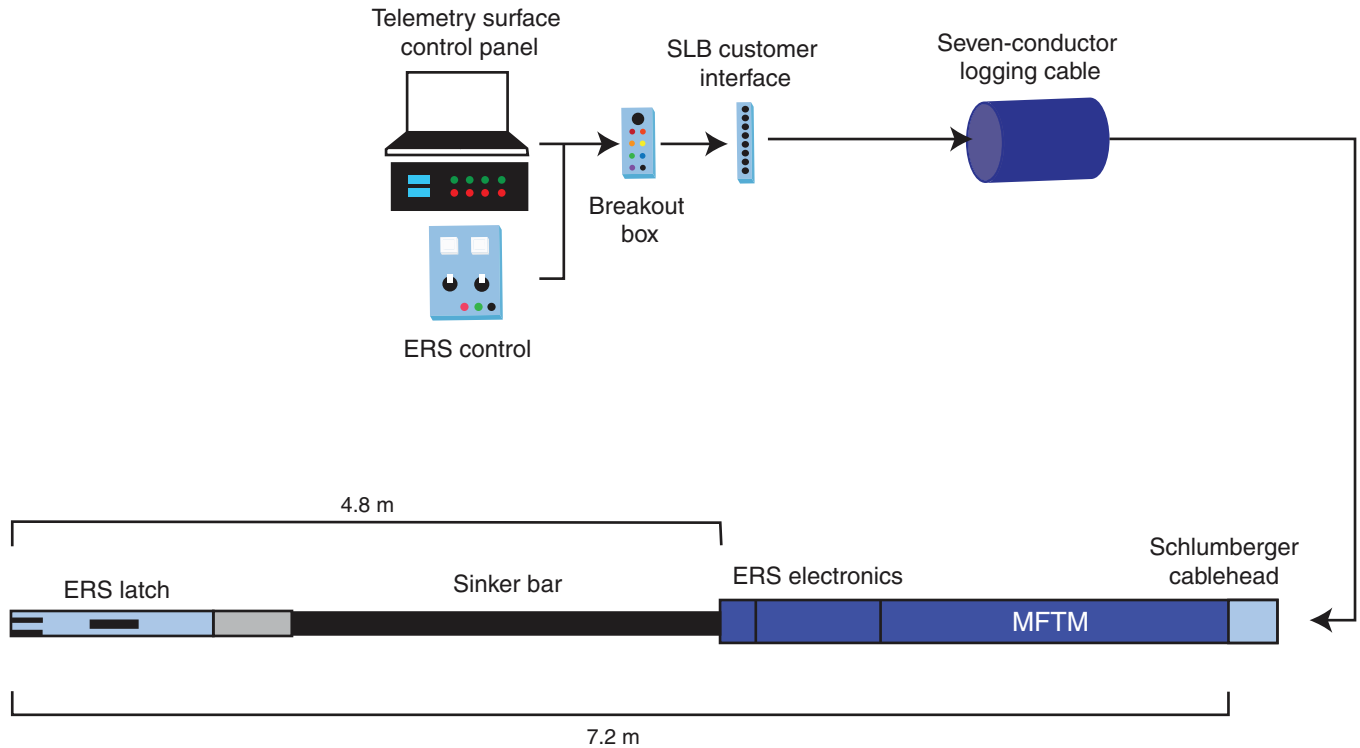 Telemetry surface
control panel
SLB customer
interface
Seven-conductor
logging cable
Breakout
box
ERS control
4.8 m
ERS latch
Sinker bar
ERS electronics
Schlumberger
cablehead
MFTM
7.2 m